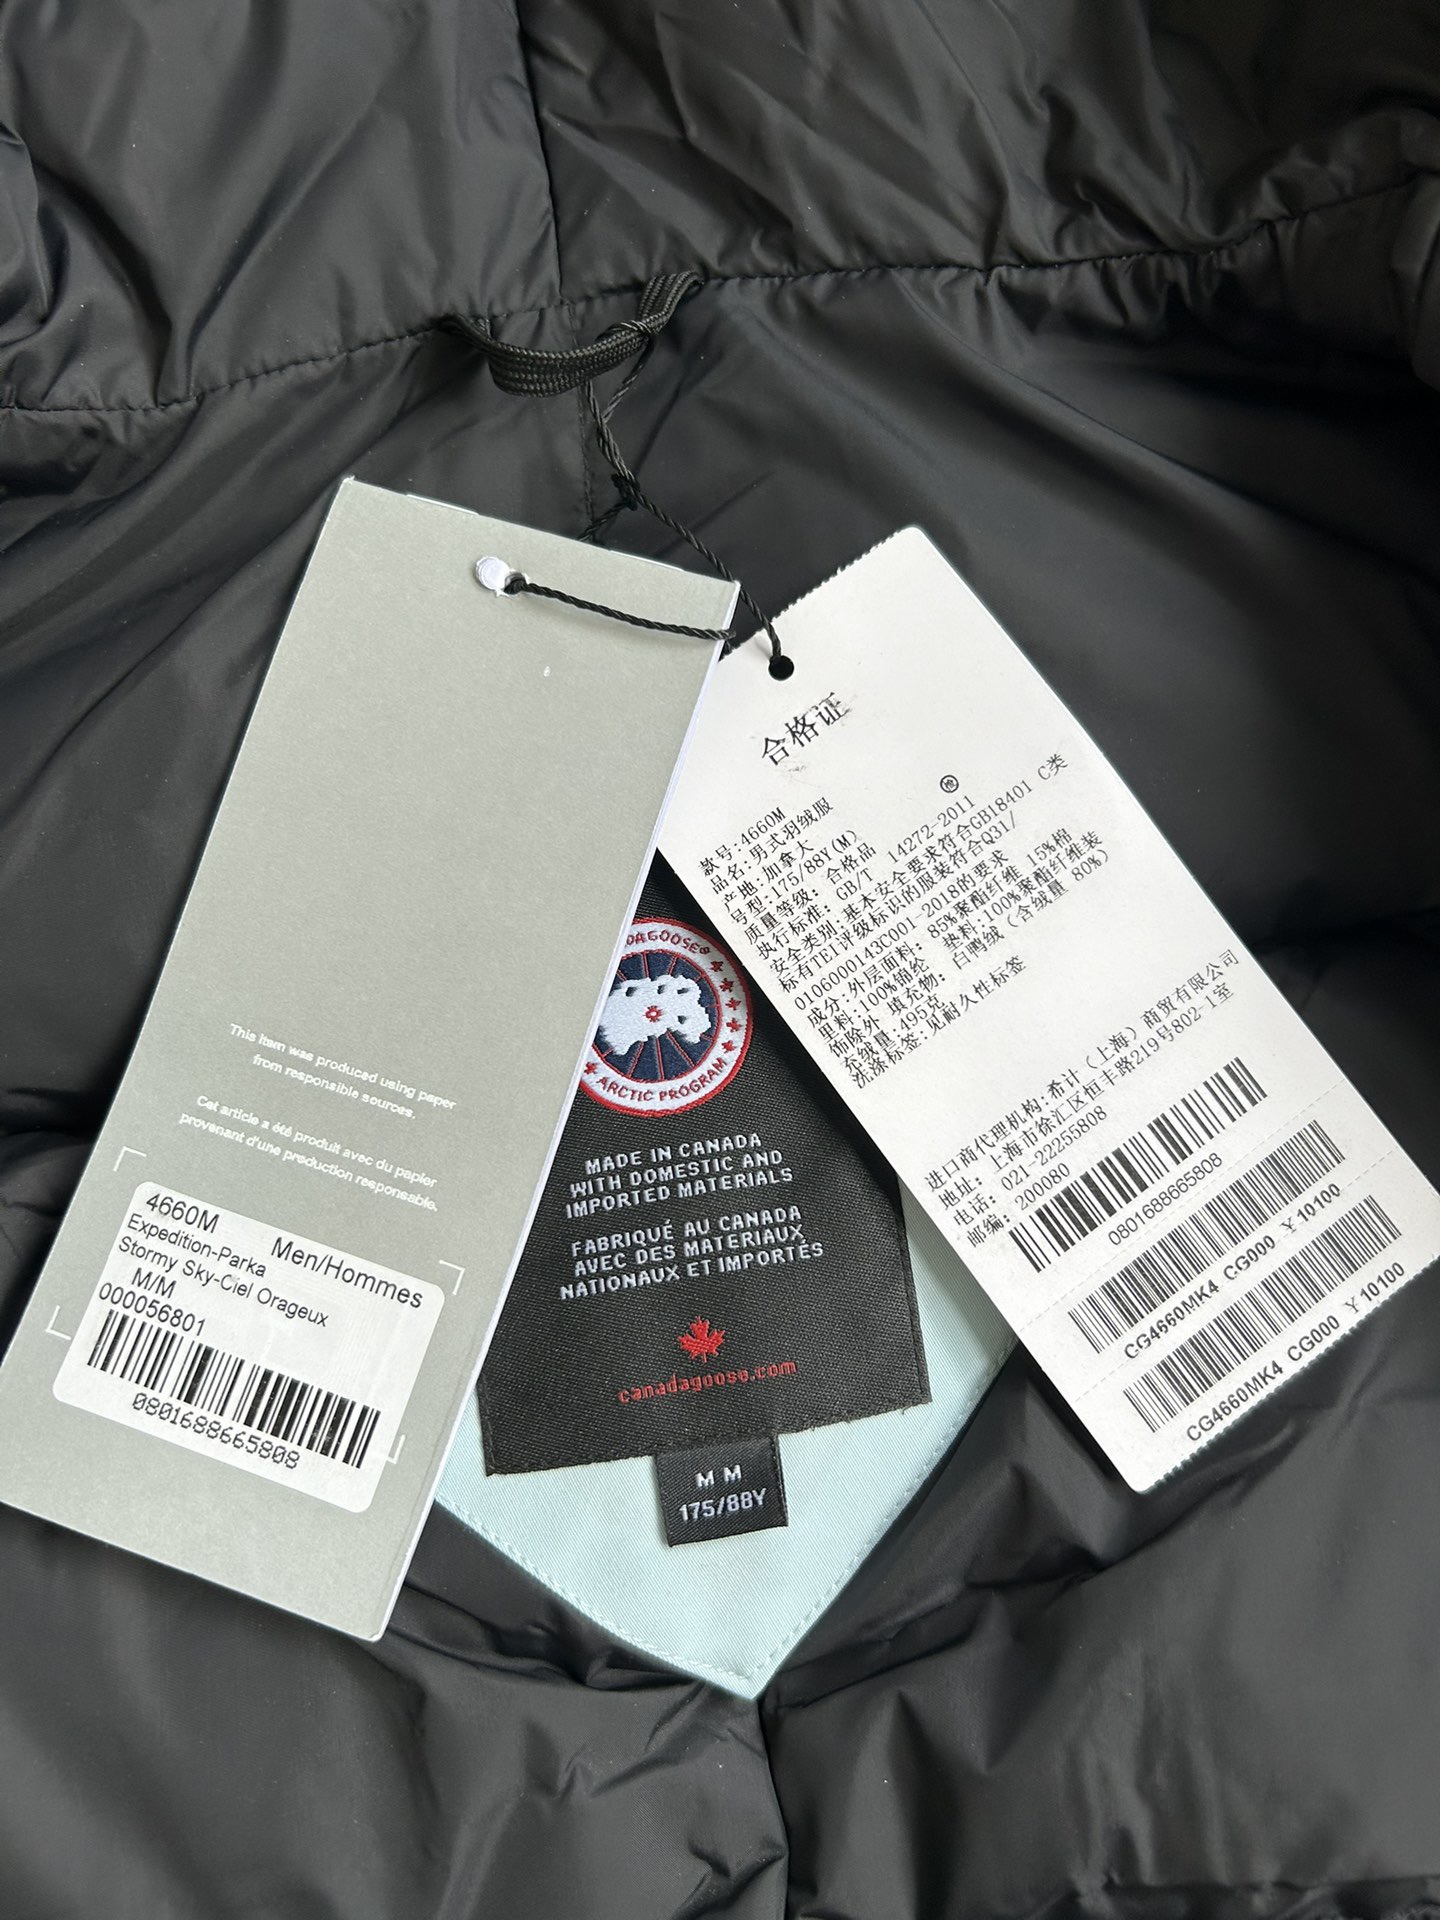 This item was produced using paper
from responsible sources.
Cet article a été produit avec du papier
provenant d'une production responsable.
4660M
Men/Hommes
Expedition-Parka
Stormy Sky-Ciel Orageux
M/M
000056801
0801688665808
CANADA GOOSE®
ARCTIC PROGRAM
MADE IN CANADA
WITH DOMESTIC AND
IMPORTED MATERIALS
FABRIQUÉ AU CANADA
AVEC DES MATERIAUX
NATIONAUX ET IMPORTÉS
canadagoose.com
M M
175/88Y
合格证
检
款号:4660M
品名:男式羽绒服
产地:加拿大
号型:175/88Y(M)
质量等级: 合格品
执行标准: GB/T 14272-2011
安全类别:基本安全要求符合GB18401 C类
标有TE1评级标识的服装符合Q31/
0106000143C001-2018的要求
成分:外层面料: 85%聚酯纤维 15%棉
里料:100%锦纶 垫料:100%聚酯纤维装
饰除外 填充物: 白鸭绒 (含绒量 80%)
充绒量:495克
洗涤标签:见耐久性标签
进口商代理机构:希计 (上海) 商贸有限公司
地址: 上海市徐汇区恒丰路219号802-1室
电话: 021-22255808
邮编: 200080
0801688665808
CG4660MK4 CG000 ¥10100
CG4660MK4 CG000 ¥10100